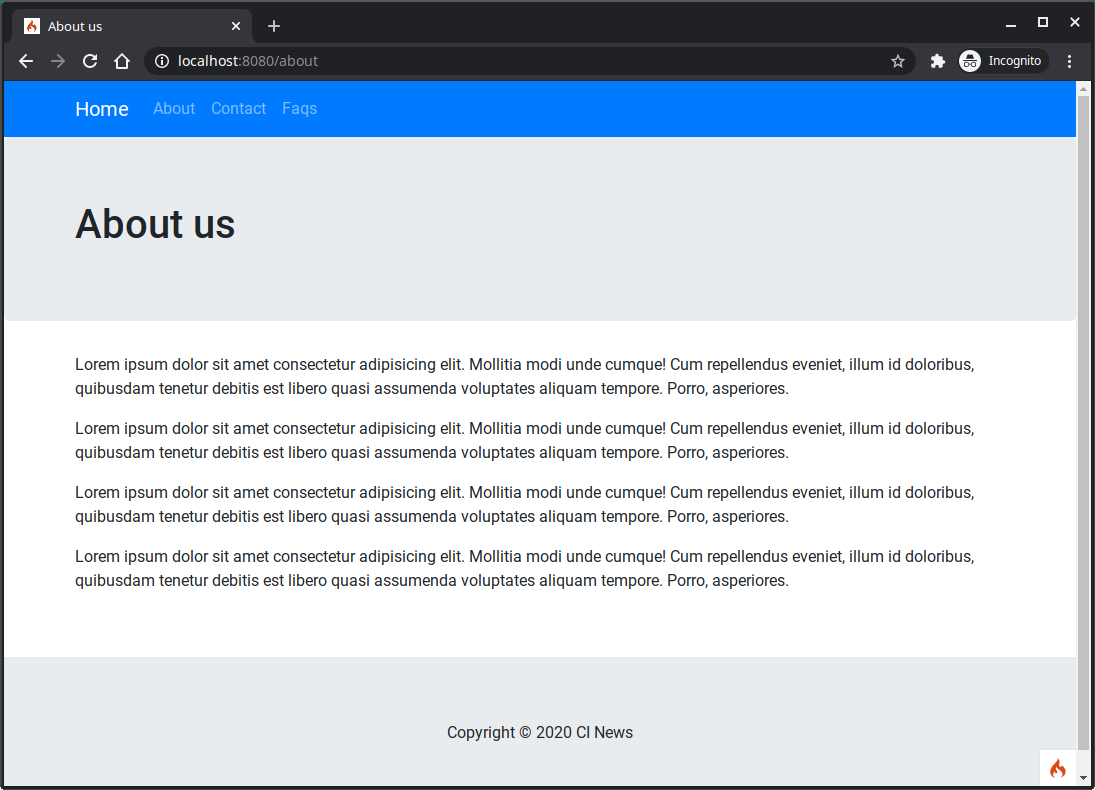 About us
localhost:8080/about
Incognito
Home About Contact Faqs
About us
Lorem ipsum dolor sit amet consectetur adipisicing elit. Mollitia modi unde cumque! Cum repellendus eveniet, illum id doloribus,
quibusdam tenetur debitis est libero quasi assumenda voluptates aliquam tempore. Porro, asperiores.
Lorem ipsum dolor sit amet consectetur adipisicing elit. Mollitia modi unde cumque! Cum repellendus eveniet, illum id doloribus,
quibusdam tenetur debitis est libero quasi assumenda voluptates aliquam tempore. Porro, asperiores.
Lorem ipsum dolor sit amet consectetur adipisicing elit. Mollitia modi unde cumque! Cum repellendus eveniet, illum id doloribus,
quibusdam tenetur debitis est libero quasi assumenda voluptates aliquam tempore. Porro, asperiores.
Lorem ipsum dolor sit amet consectetur adipisicing elit. Mollitia modi unde cumque! Cum repellendus eveniet, illum id doloribus,
quibusdam tenetur debitis est libero quasi assumenda voluptates aliquam tempore. Porro, asperiores.
Copyright © 2020 CI News